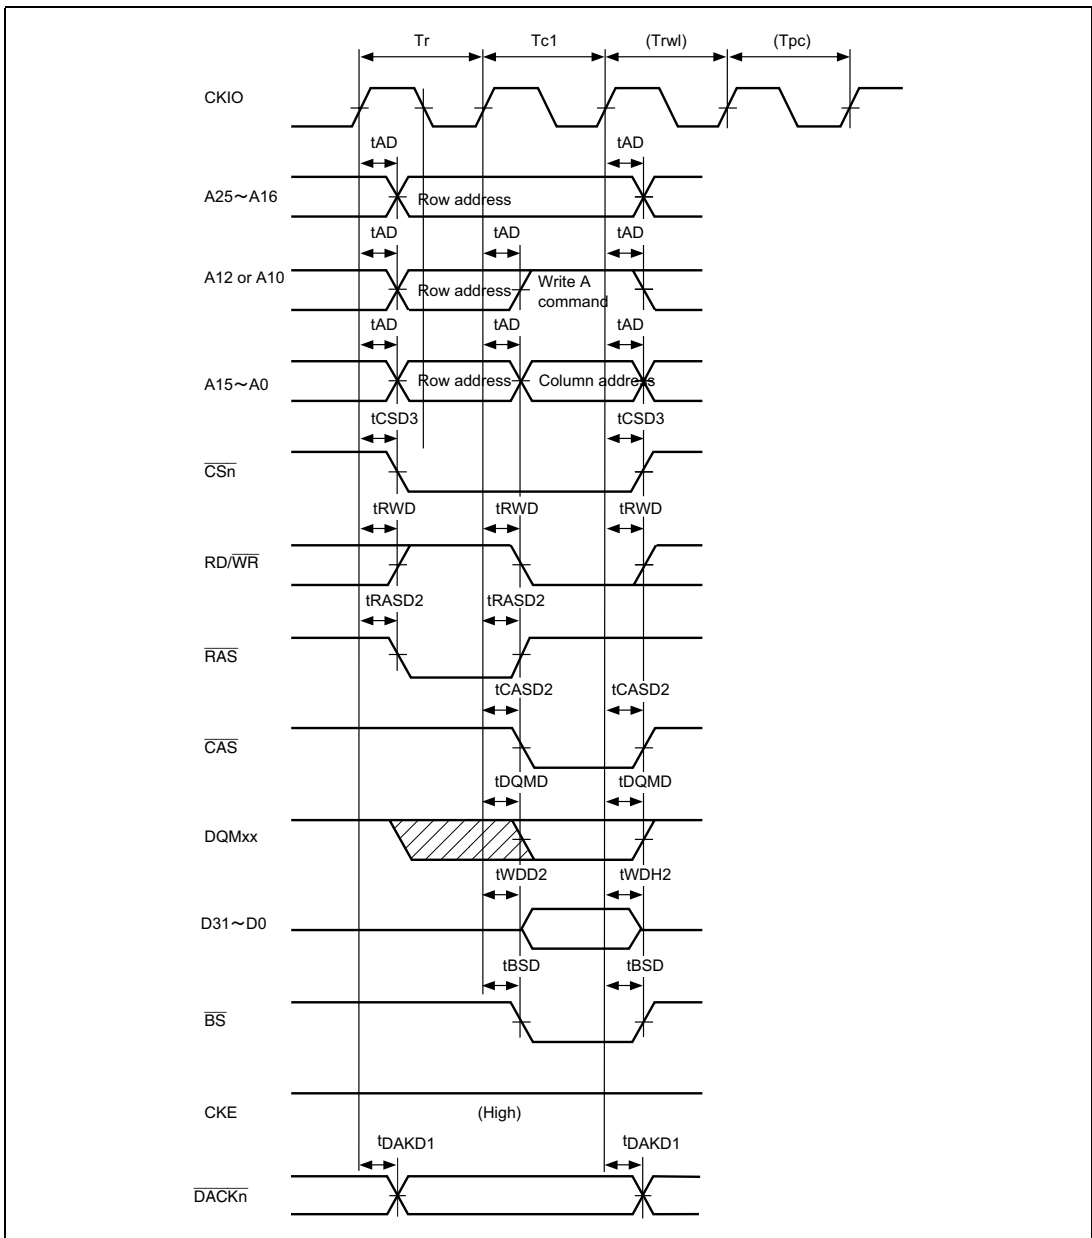 Tr Tc1 (Trwl) (Tpc)
CKIO
tAD tAD
A25～A16 Row address
tAD tAD tAD
A12 or A10 Row address Write A
command
tAD tAD tAD
A15～A0 Row address Column address
tCSD3 tCSD3
CSn
tRWD tRWD tRWD
RD/WR
tRASD2 tRASD2
RAS
tCASD2 tCASD2
CAS
tDQMD tDQMD
DQMxx
tWDD2 tWDH2
D31～D0
tBSD tBSD
BS
CKE (High)
tDAKD1 tDAKD1
DACKn